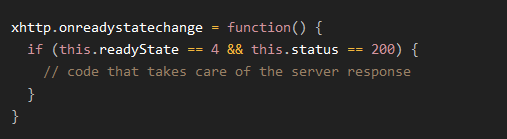 xhttp.onreadystatechange = function() {
  if (this.readyState == 4 && this.status == 200) {
    // code that takes care of the server response
  }
}